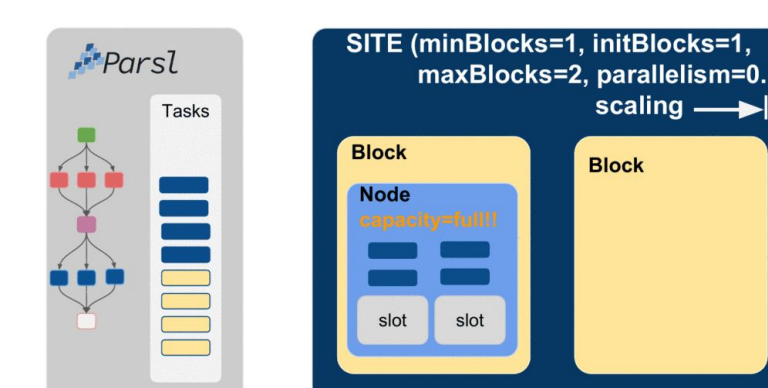 Parsl
Tasks
SITE (minBlocks=1, initBlocks=1,
maxBlocks=2, parallelism=0.
scaling
Block
Node
capacity=full!!
slot
slot
Block